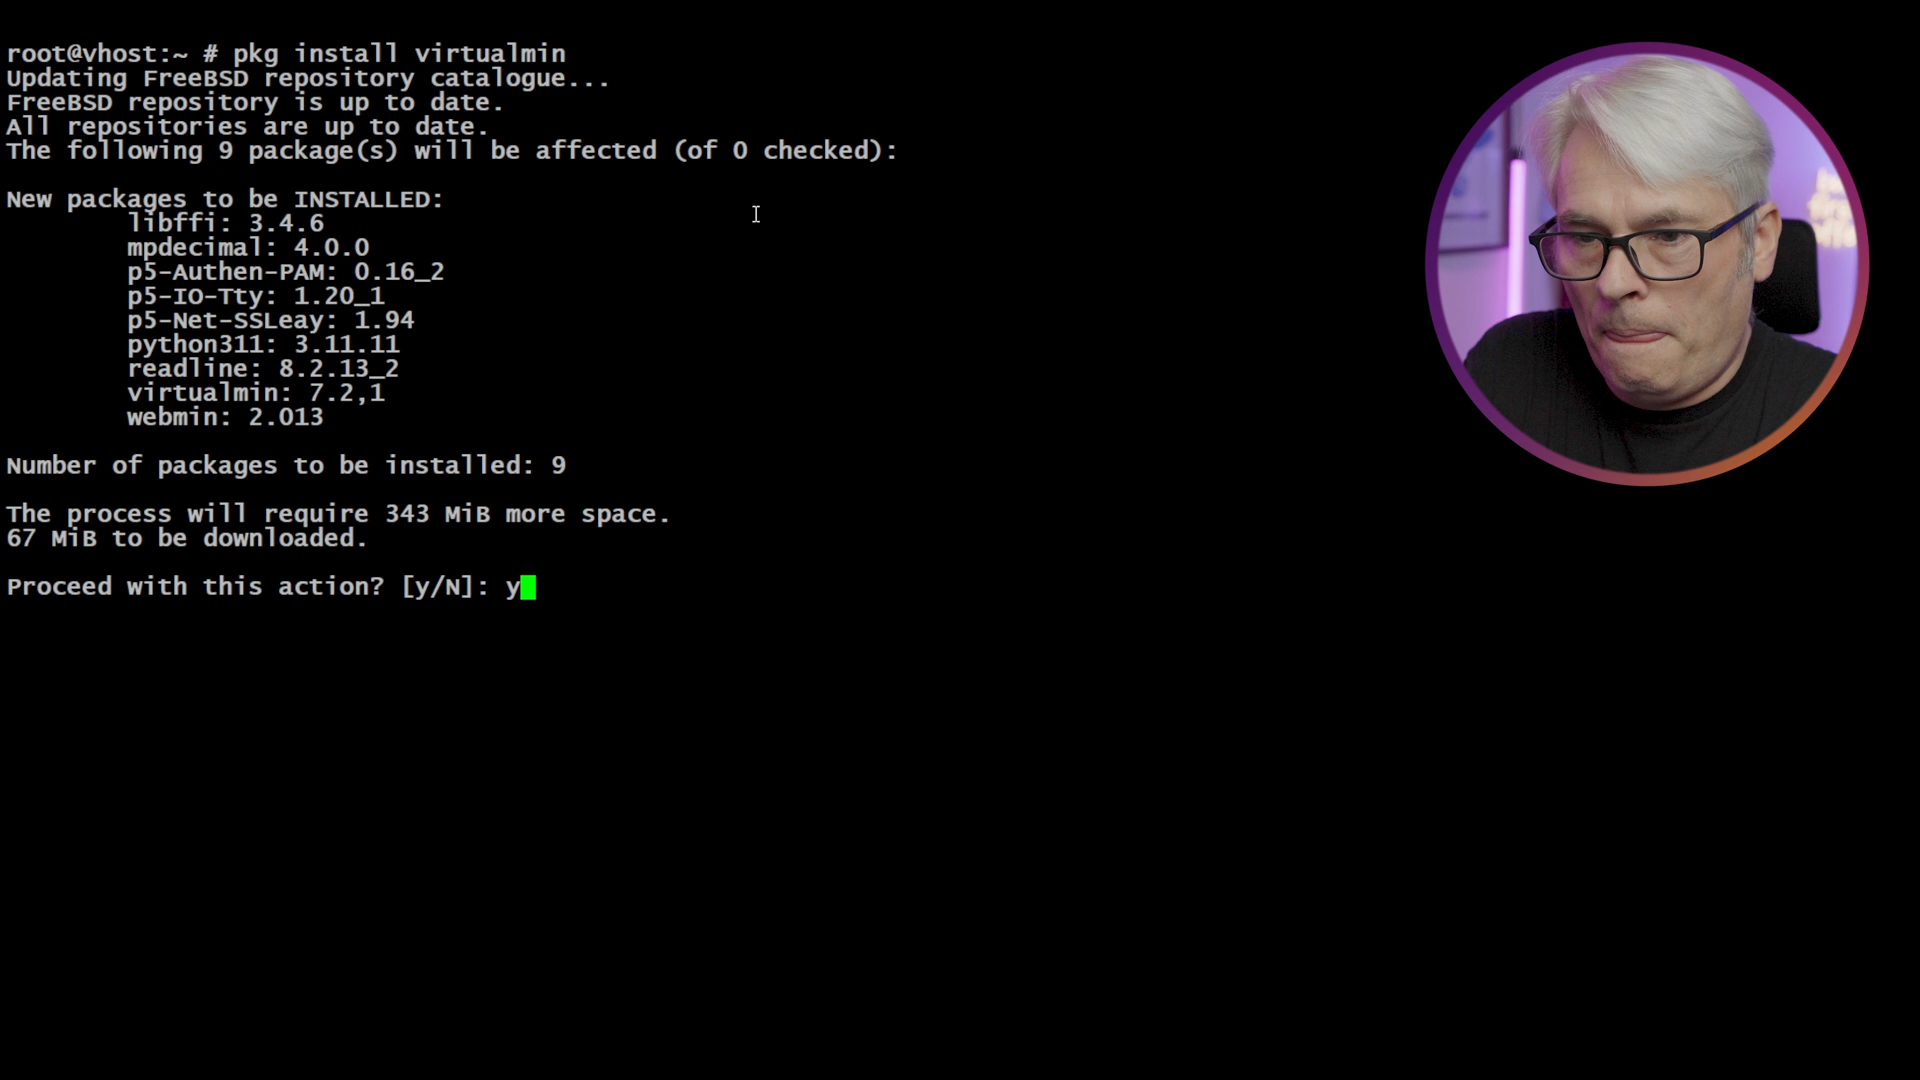 root@vhost:~ # pkg install virtualmin
Updating FreeBSD repository catalogue...
FreeBSD repository is up to date.
All repositories are up to date.
The following 9 package(s) will be affected (of 0 checked):
New packages to be INSTALLED:
libffi: 3.4.6
mpdecimal: 4.0.0
p5-Authen-PAM: 0.16_2
p5-IO-Tty: 1.20_1
p5-Net-SSLeay: 1.94
python311: 3.11.11
readline: 8.2.13_2
virtualmin: 7.2,1
webmin: 2.013
Number of packages to be installed: 9
The process will require 343 MiB more space.
67 MiB to be downloaded.
Proceed with this action? [y/N]: y